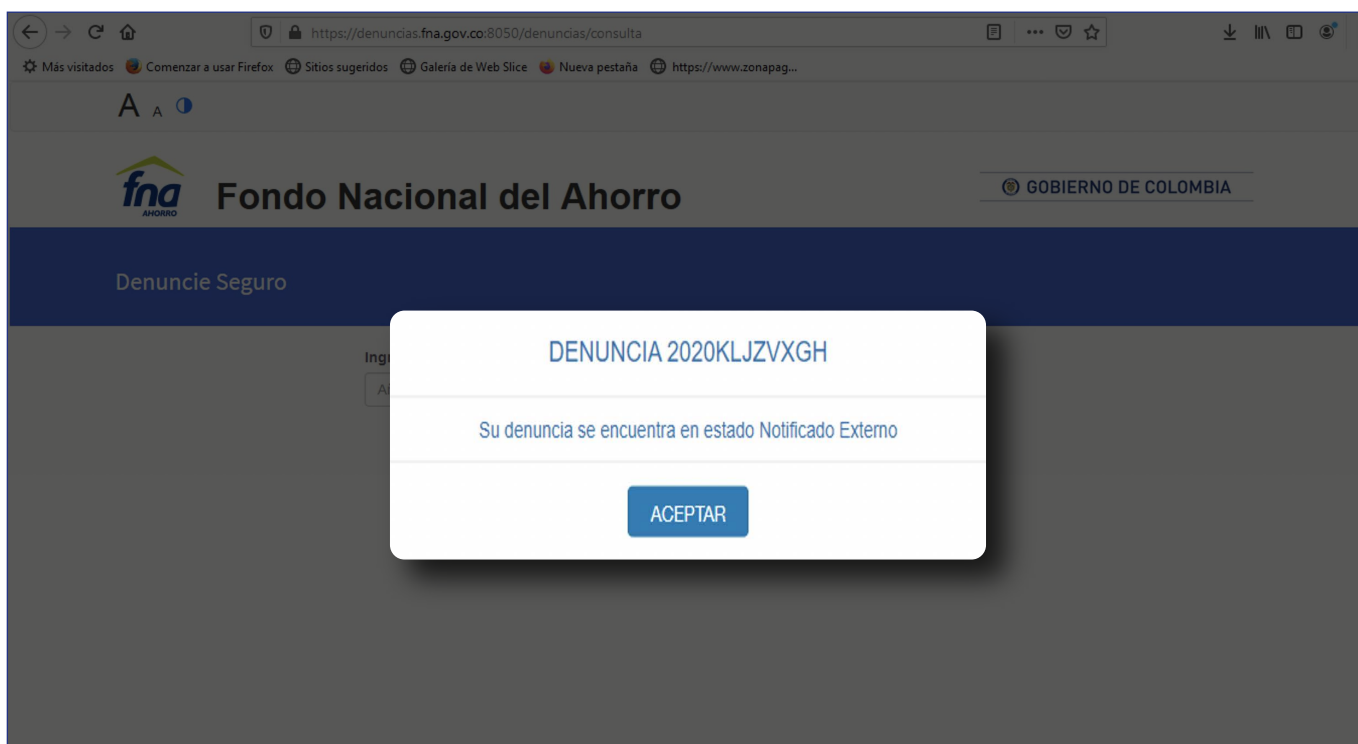 https://denuncias.fna.gov.co:8050/denuncias/consulta
Más visitados Comenzar a usar Firefox Sitios sugeridos Galería de Web Slice Nueva pestaña https://www.zonapag...
A A
fna
AHORRO
Fondo Nacional del Ahorro
GOBIERNO DE COLOMBIA
Denuncie Seguro
DENUNCIA 2020KLJZVXGH
Su denuncia se encuentra en estado Notificado Externo
ACEPTAR